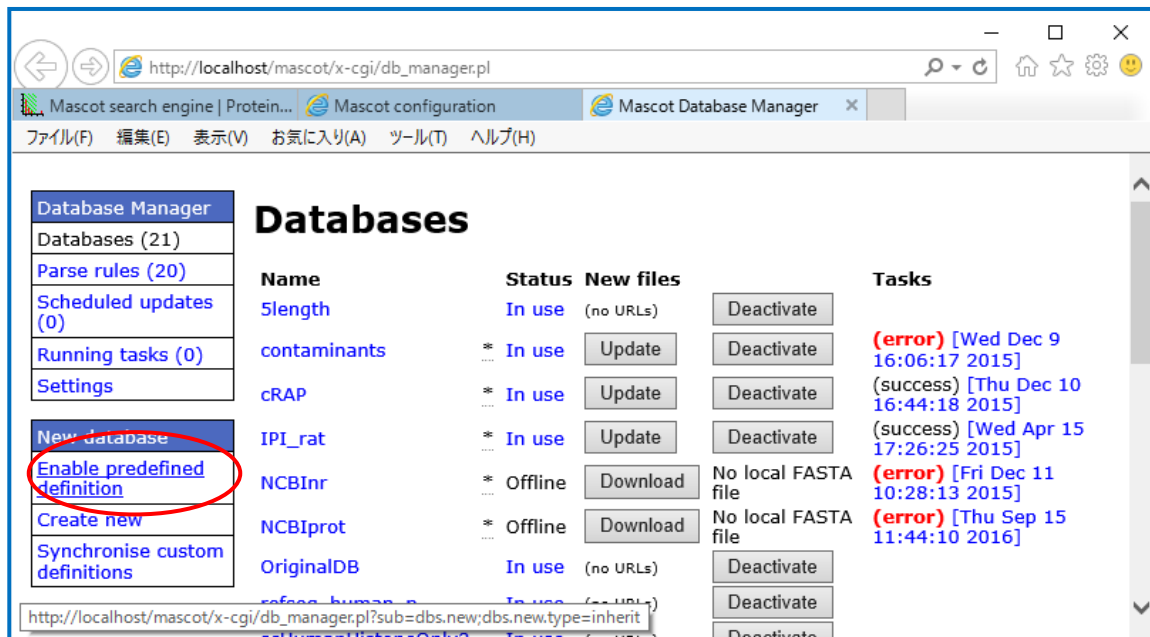 http://localhost/mascot/x-cgi/db_manager.pl
Mascot search engine | Protein... Mascot configuration Mascot Database Manager ×
ファイル(F) 編集(E) 表示(V) お気に入り(A) ツール(T) ヘルプ(H)
Database Manager
Databases (21)
Parse rules (20)
Scheduled updates
(0)
Running tasks (0)
Settings
New database
Enable predefined
definition
Create new
Synchronise custom
definitions
Databases
Name Status New files Tasks
5length In use (no URLs) Deactivate
contaminants * In use Update Deactivate (error) [Wed Dec 9
16:06:17 2015]
cRAP * In use Update Deactivate (success) [Thu Dec 10
16:44:18 2015]
IPI_rat * In use Update Deactivate (success) [Wed Apr 15
17:26:25 2015]
NCBInr * Offline Download No local FASTA
file (error) [Fri Dec 11
10:28:13 2015]
NCBIprot * Offline Download No local FASTA
file (error) [Thu Sep 15
11:44:10 2016]
OriginalDB In use (no URLs) Deactivate
Deactivate
http://localhost/mascot/x-cgi/db_manager.pl?sub=dbs.new;dbs.new.type=inherit